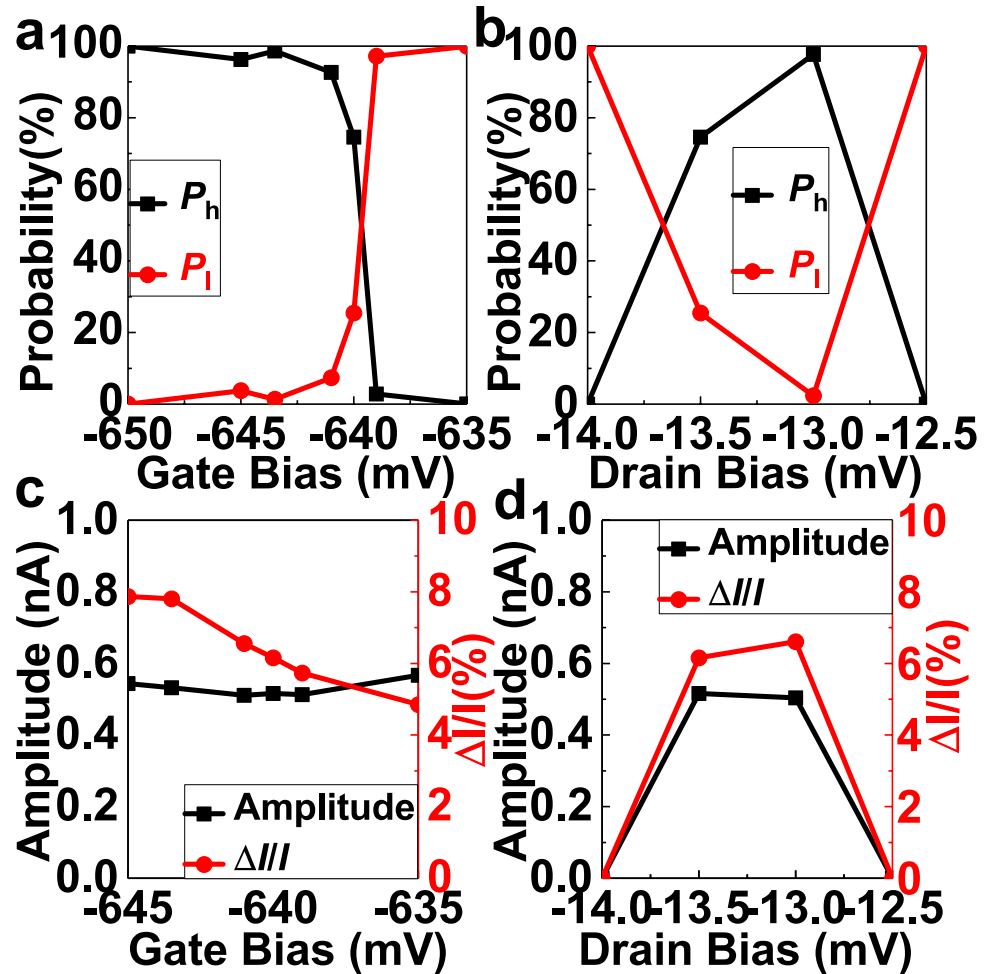 a
100
80
60
40
20
0
Probability(%)
Ph
Pl
-650
-645
-640
-635
Gate Bias (mV)
b
100
80
60
40
20
0
Probability(%)
Ph
Pl
-14.0
-13.5
-13.0
-12.5
Drain Bias (mV)
c
1.0
0.8
0.6
0.4
0.2
0.0
Amplitude (nA)
Amplitude
ΔI/I
10
8
6
4
2
0
ΔI/I(%)
-645
-640
-635
Gate Bias (mV)
d
1.0
0.8
0.6
0.4
0.2
0.0
Amplitude (nA)
Amplitude
ΔI/I
10
8
6
4
2
0
ΔI/I(%)
-14.0
-13.5
-13.0
-12.5
Drain Bias (mV)